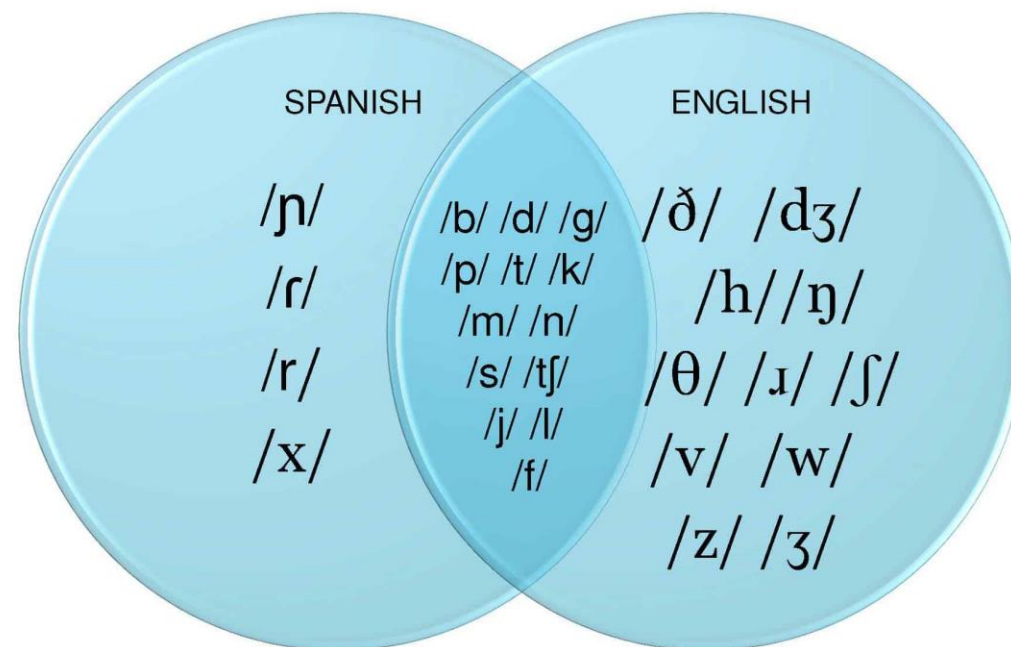 SPANISH
ENGLISH
/ɲ/
/ɾ/
/r/
/x/
/b/ /d/ /g/
/p/ /t/ /k/
/m/ /n/
/s/ /tʃ/
/j/ /l/
/f/
/ð/ /dʒ/
/h//ŋ/
/θ/ /ɹ/ /ʃ/
/v/ /w/
/z/ /ʒ/